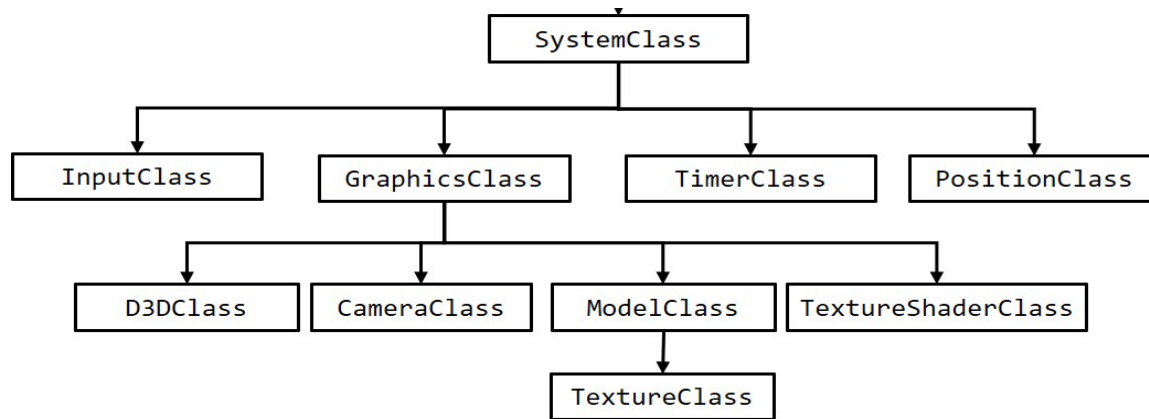 SystemClass
InputClass
GraphicsClass
TimerClass
PositionClass
D3DClass
CameraClass
ModelClass
TextureShaderClass
TextureClass